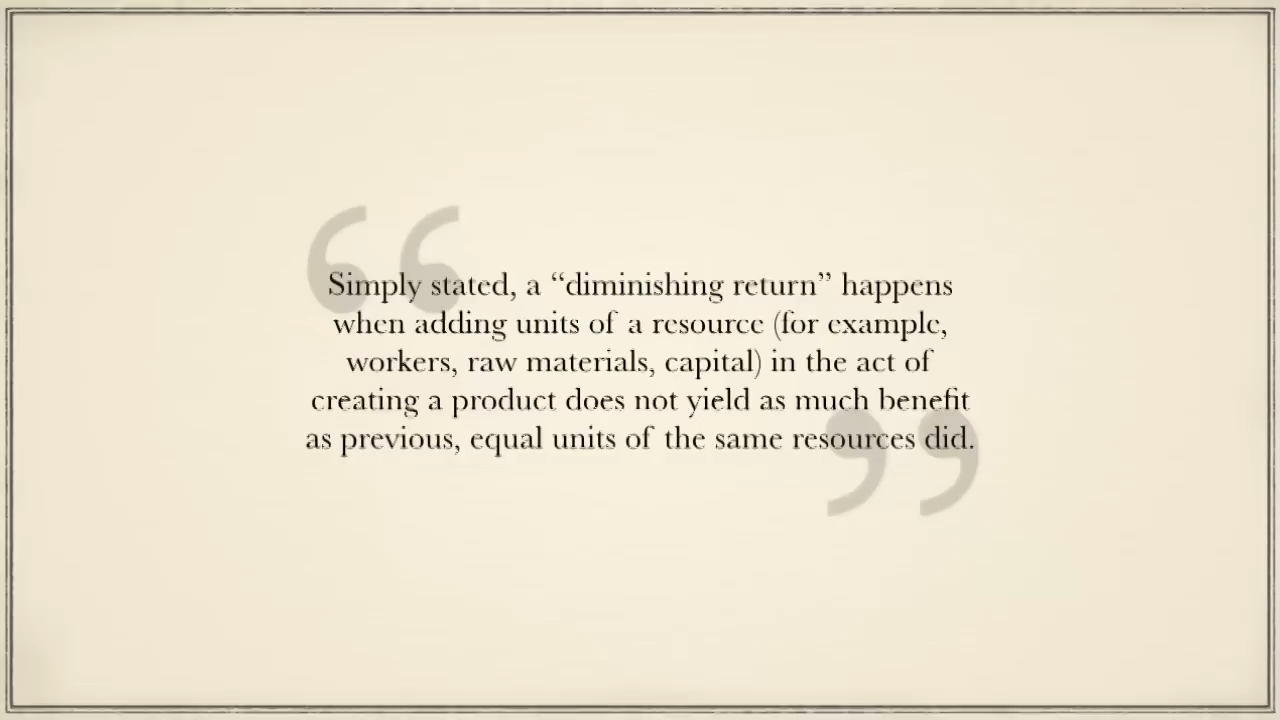 Simply stated, a “diminishing return” happens
when adding units of a resource (for example,
workers, raw materials, capital) in the act of
creating a product does not yield as much benefit
as previous, equal units of the same resources did.